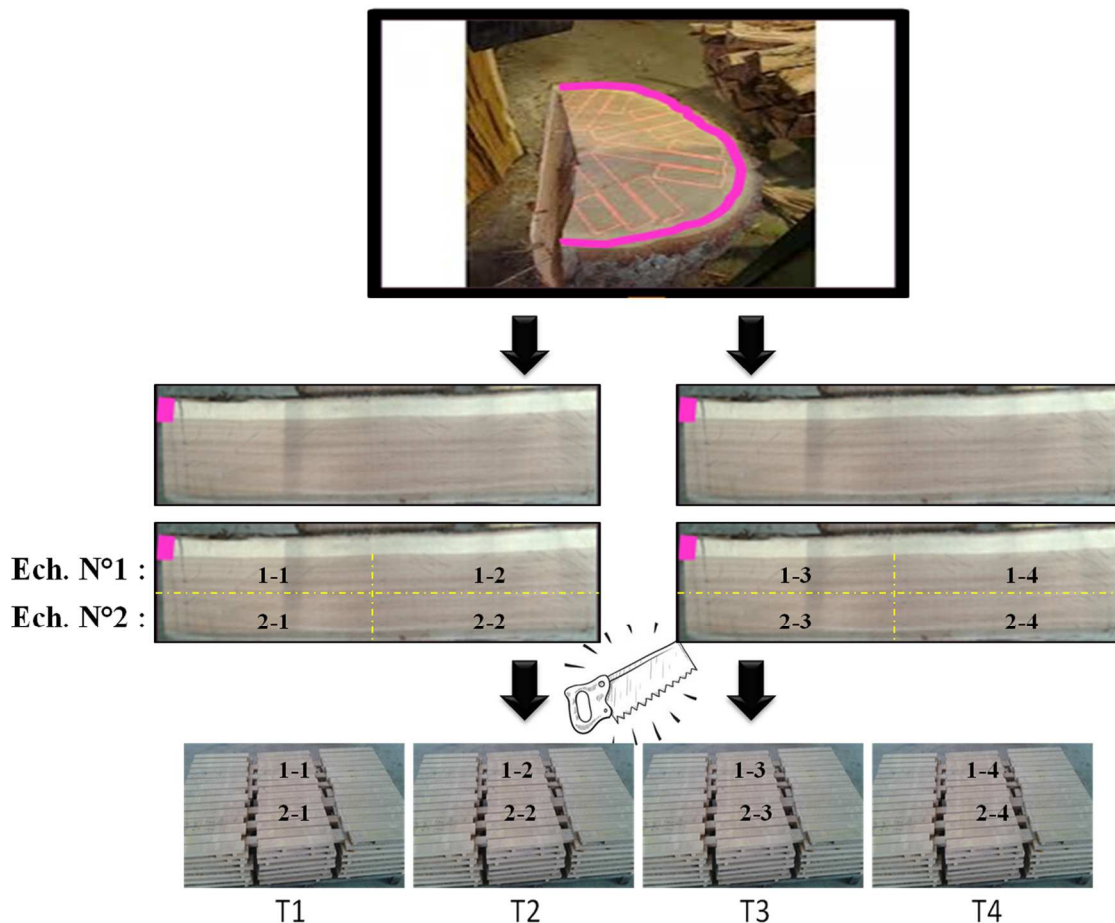 Ech. N°1 : 1-1 1-2 1-3 1-4
Ech. N°2 : 2-1 2-2 2-3 2-4
1-1 1-2 1-3 1-4
2-1 2-2 2-3 2-4
T1 T2 T3 T4